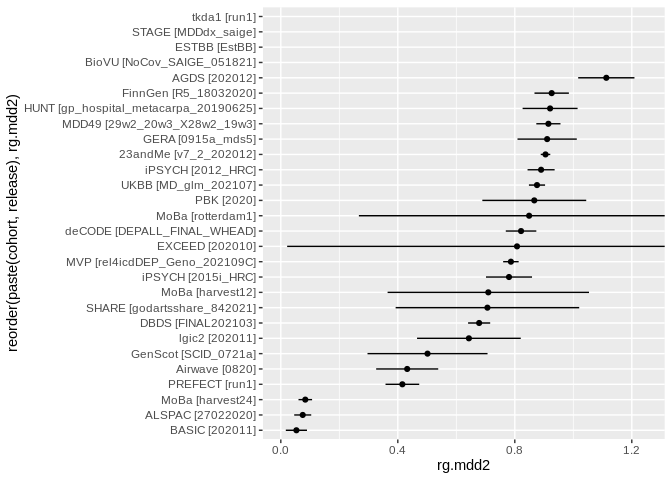 tkda1 [run1]
STAGE [MDDdx_saige]
ESTBB [EstBB]
BioVU [NoCov_SAIGE_051821]
AGDS [202012]
FinnGen [R5_18032020]
HUNT [gp_hospital_metacarpa_20190625]
MDD49 [29w2_20w3_X28w2_19w3]
GERA [0915a_mds5]
23andMe [v7_2_202012]
iPSYCH [2012_HRC]
UKBB [MD_glm_202107]
PBK [2020]
MoBa [rotterdam1]
deCODE [DEPALL_FINAL_WHEAD]
EXCEED [202010]
MVP [rel4icdDEP_Geno_202109C]
iPSYCH [2015i_HRC]
MoBa [harvest12]
SHARE [godartsshare_842021]
DBDS [FINAL202103]
lgic2 [202011]
GenScot [SCID_0721a]
Airwave [0820]
PREFECT [run1]
MoBa [harvest24]
ALSPAC [27022020]
BASIC [202011]
reorder(paste(cohort, release), rg.mdd2)
0.0 0.4 0.8 1.2
rg.mdd2